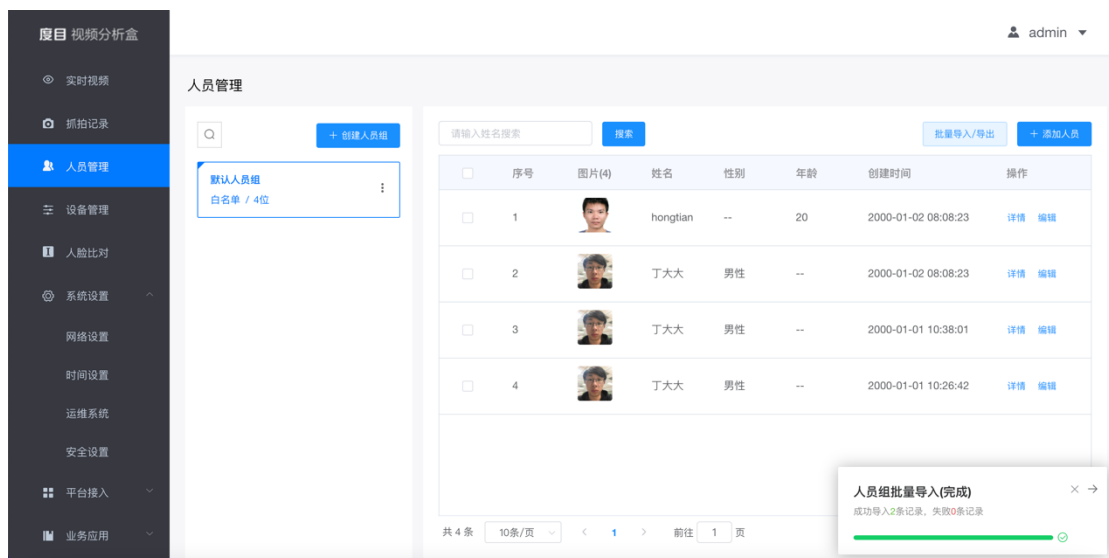 度目 视频分析盒
admin
实时视频
抓拍记录
人员管理
设备管理
人脸比对
系统设置
网络设置
时间设置
运维系统
安全设置
平台接入
业务应用
人员管理
+ 创建人员组
默认人员组
白名单 / 4位
请输入姓名搜索 搜索 批量导入/导出 + 添加人员
序号 图片(4) 姓名 性别 年龄 创建时间 操作
1 hongtian -- 20 2000-01-02 08:08:23 详情 编辑
2 丁大大 男性 -- 2000-01-02 08:08:23 详情 编辑
3 丁大大 男性 -- 2000-01-01 10:38:01 详情 编辑
4 丁大大 男性 -- 2000-01-01 10:26:42 详情 编辑
共 4 条 10条/页 < 1 > 前往 1 页
人员组批量导入(完成)
成功导入2条记录，失败0条记录